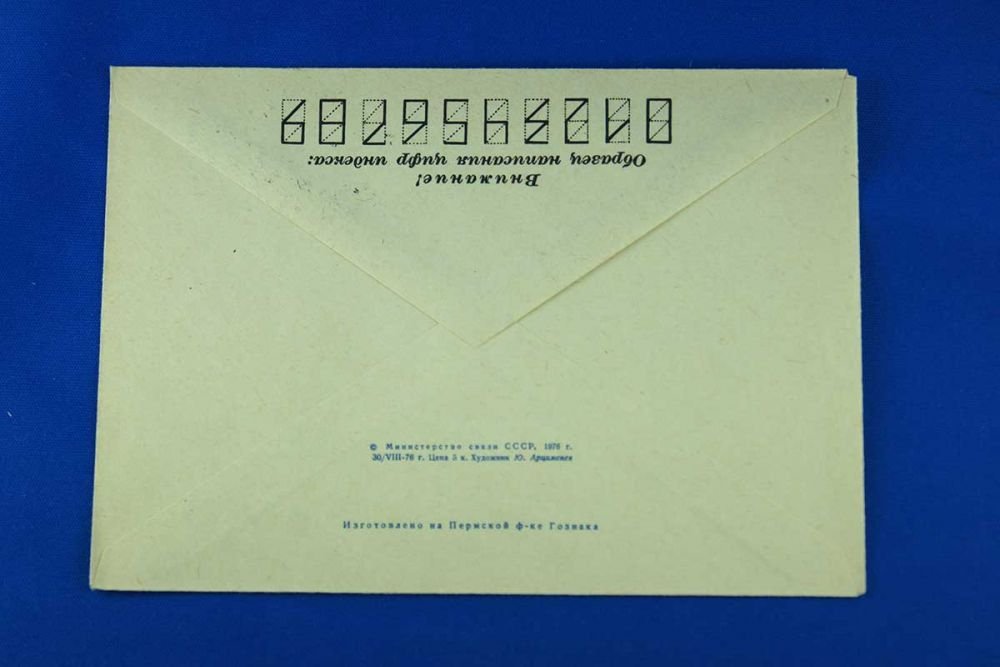 Внимание!
Образец написания цифр индекса:
0123456789
© Министерство связи СССР, 1976 г.
30/VIII-76 г. Цена 5 к. Художник Ю. Арцименев
Изготовлено на Пермской ф-ке Гознака